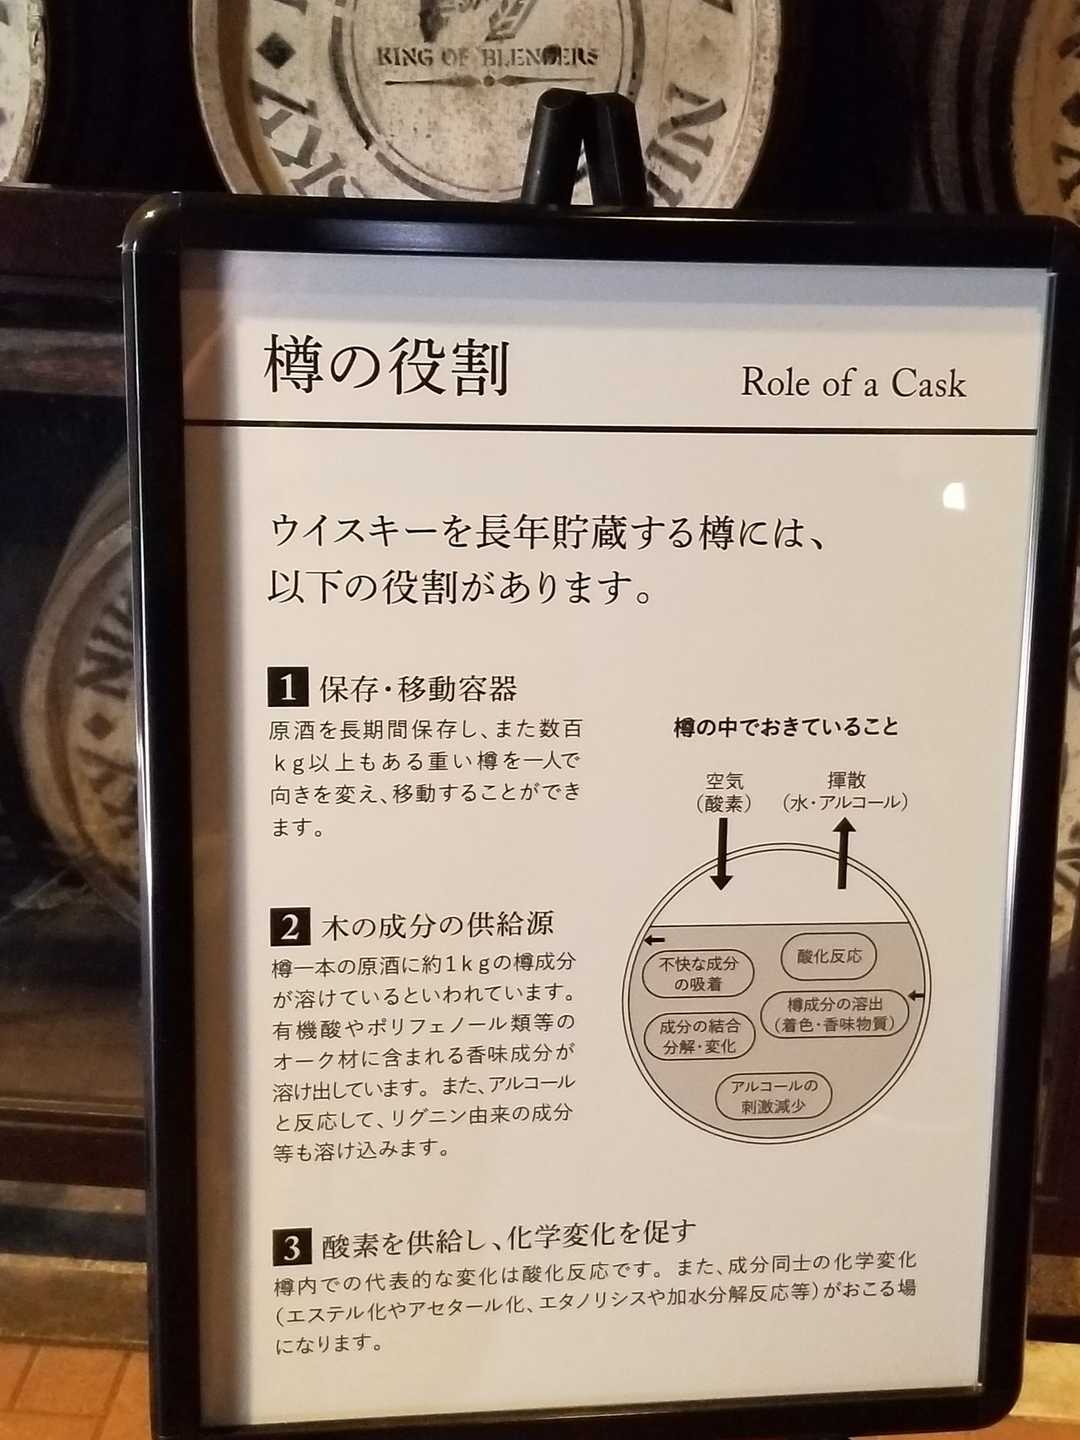 KING OF BLENDERS
樽の役割
Role of a Cask
ウイスキーを長年貯蔵する樽には、
以下の役割があります。
1 保存・移動容器
原酒を長期間保存し、また数百
kg以上もある重い樽を一人で
向きを変え、移動することができ
ます。
2 木の成分の供給源
樽一本の原酒に約1kgの樽成分
が溶けているといわれています。
有機酸やポリフェノール類等の
オーク材に含まれる香味成分が
溶け出しています。また、アルコール
と反応して、リグニン由来の成分
等も溶け込みます。
樽の中でおきていること
空気
（酸素）
揮散
（水・アルコール）
不快な成分
の吸着
酸化反応
樽成分の溶出
（着色・香味物質）
成分の結合
分解・変化
アルコールの
刺激減少
3 酸素を供給し、化学変化を促す
樽内での代表的な変化は酸化反応です。また、成分同士の化学変化
（エステル化やアセタール化、エタノリシスや加水分解反応等）がおこる場
になります。